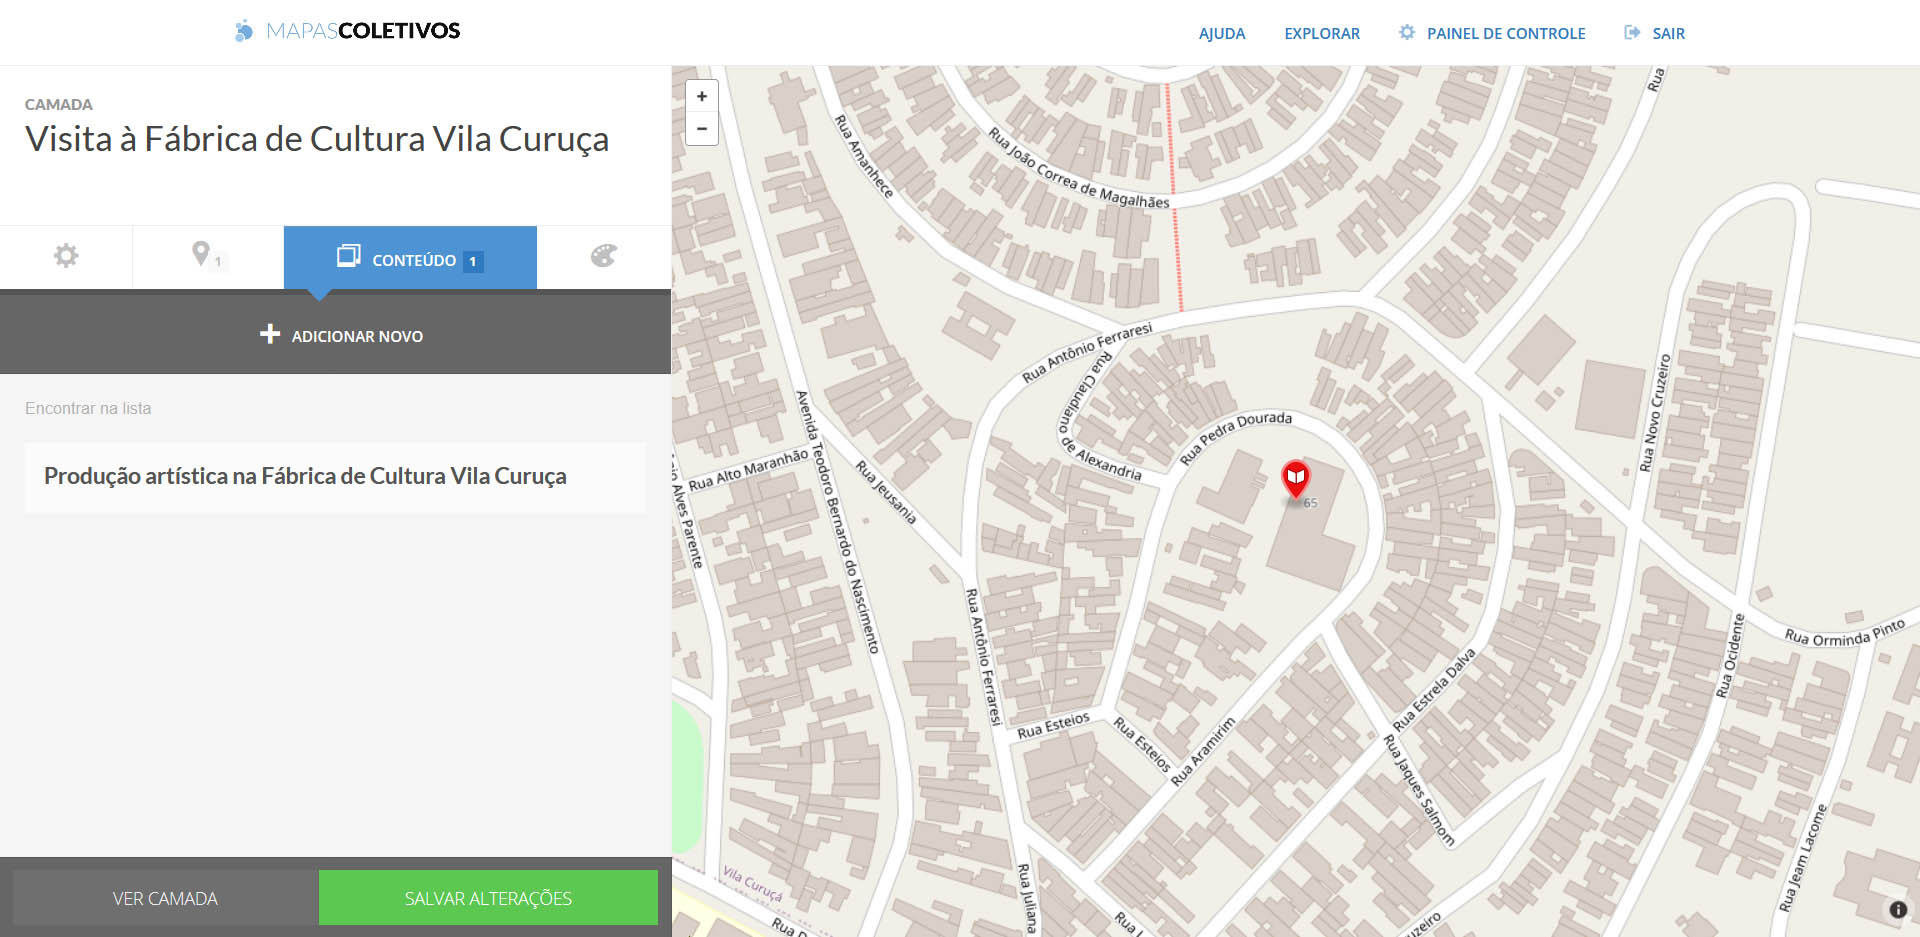 MAPASCOLETIVOS
AJUDA
EXPLORAR
PAINEL DE CONTROLE
SAIR
CAMADA
Visita à Fábrica de Cultura Vila Curuça
1
CONTEÚDO 1
ADICIONAR NOVO
Encontrar na lista
Produção artística na Fábrica de Cultura Vila Curuça
VER CAMADA
SALVAR ALTERAÇÕES
+
−
Rua Amanhece
Rua João Correa de Magalhães
Rua
Rua Antônio Ferraresi
Rua Claudiano de Alexandria
Rua Pedra Dourada
Rua Novo Cruzeiro
Avenida Teodoro Bernardo do Nascimento
Rua Alto Maranhão
Alves Parente
Rua Jeusania
65
Rua Antônio Ferraresi
Rua Esteios
Rua Esteios
Rua Aramirim
Rua Estrela Dalva
Rua Jaques Salmom
Rua Ocidente
Rua Orminda Pinto
Rua Jeam Lacome
Vila Curuçá
Rua Juliana
Rua
Rua